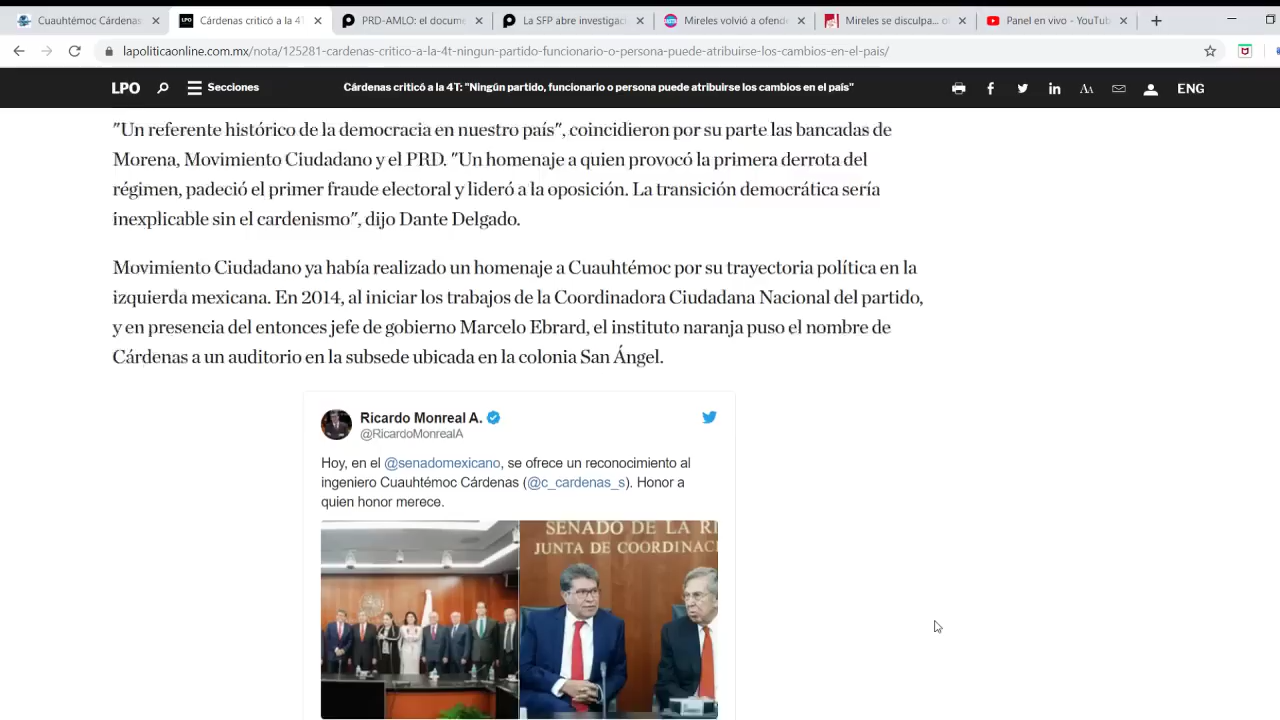 Cuauhtémoc Cárdenas
Cárdenas criticó a la 4T
PRD-AMLO: el docume
La SFP abre investigac
Mireles volvió a ofende
Mireles se disculpa... o
Panel en vivo - YouTub
lapoliticaonline.com.mx/nota/125281-cardenas-critico-a-la-4t-ningun-partido-funcionario-o-persona-puede-atribuirse-los-cambios-en-el-pais/
LPO
Secciones
Cárdenas criticó a la 4T: "Ningún partido, funcionario o persona puede atribuirse los cambios en el país"
AA
ENG
"Un referente histórico de la democracia en nuestro país", coincidieron por su parte las bancadas de
Morena, Movimiento Ciudadano y el PRD. "Un homenaje a quien provocó la primera derrota del
régimen, padeció el primer fraude electoral y lideró a la oposición. La transición democrática sería
inexplicable sin el cardenismo", dijo Dante Delgado.
Movimiento Ciudadano ya había realizado un homenaje a Cuauhtémoc por su trayectoria política en la
izquierda mexicana. En 2014, al iniciar los trabajos de la Coordinadora Ciudadana Nacional del partido,
y en presencia del entonces jefe de gobierno Marcelo Ebrard, el instituto naranja puso el nombre de
Cárdenas a un auditorio en la subsede ubicada en la colonia San Ángel.
Ricardo Monreal A.
@RicardoMonrealA
Hoy, en el @senadomexicano, se ofrece un reconocimiento al
ingeniero Cuauhtémoc Cárdenas (@c_cardenas_s). Honor a
quien honor merece.
SENADO DE LA RE
JUNTA DE COORDINAC